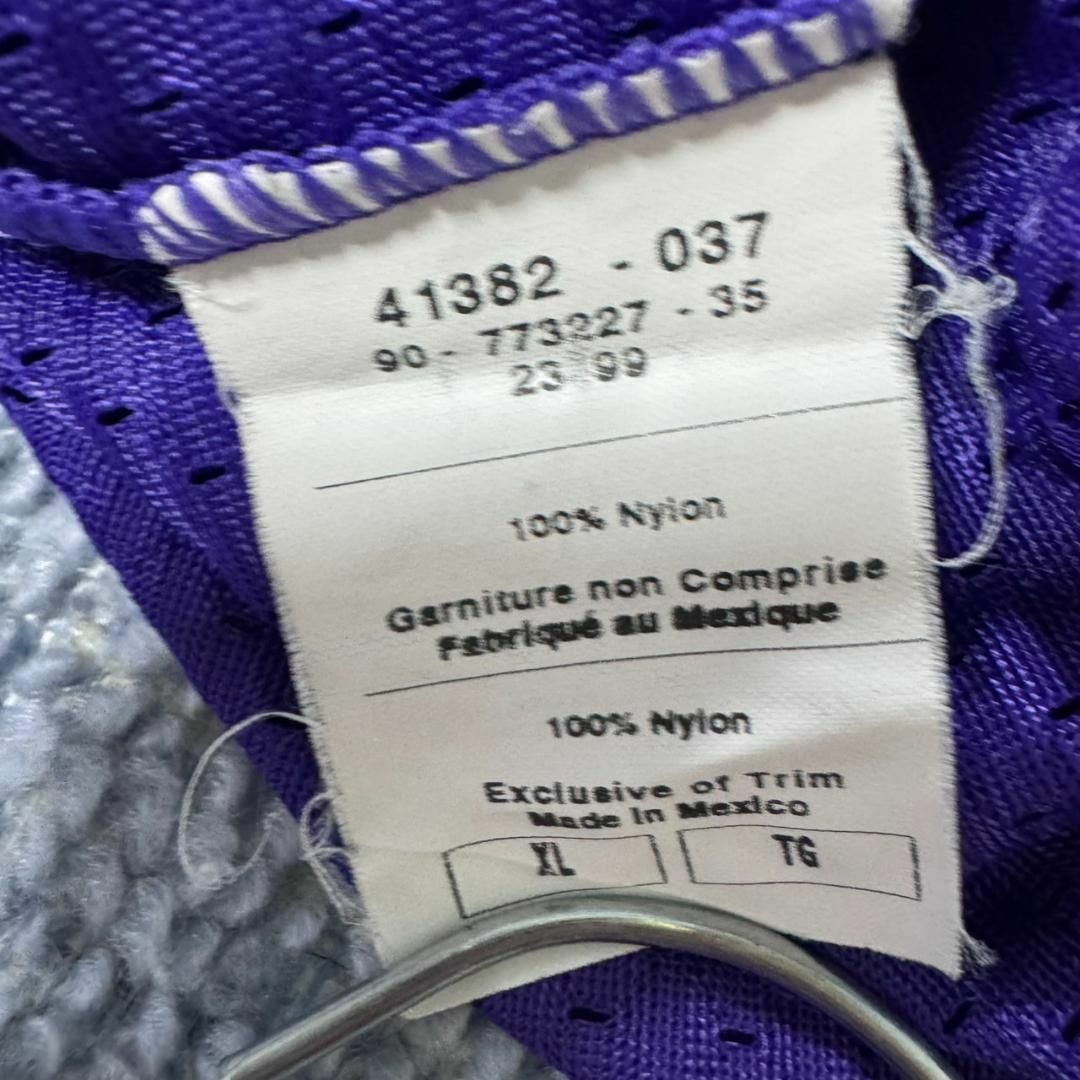 41382 - 037
90 - 773227 - 35
23 99
100% Nylon
Garniture non Comprise
Fabriqué au Mexique
100% Nylon
Exclusive of Trim
Made In Mexico
XL TG